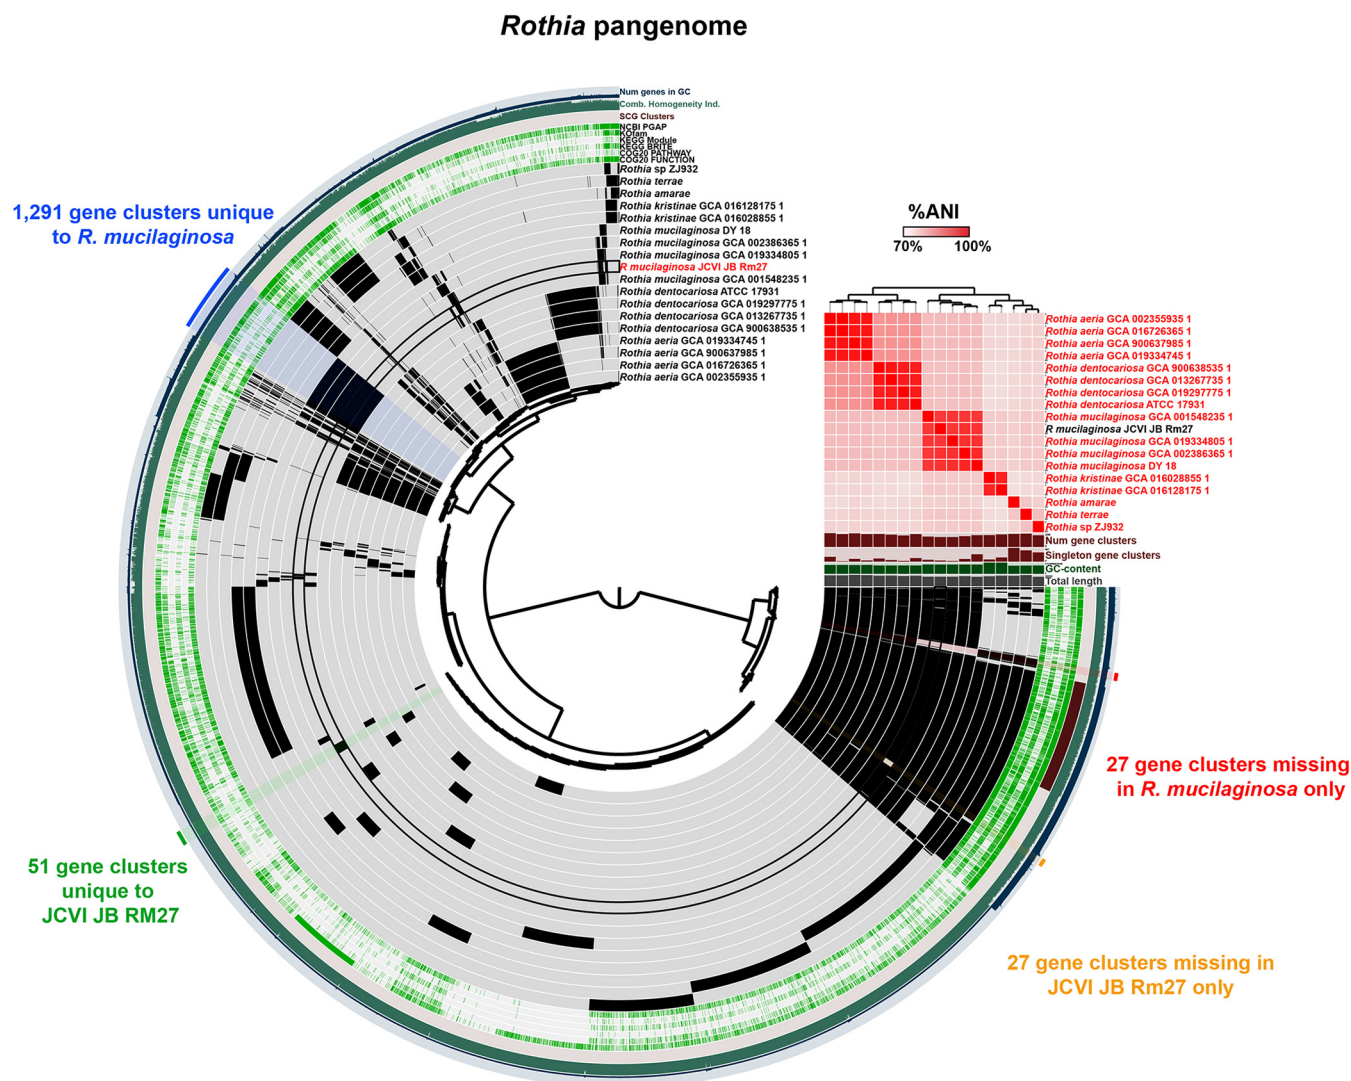 Rothia pangenome
Num genes in GC
Comb. Homogeneity Ind.
SCG Clusters
NCBI PGAP
KOfam
KEGG Module
KEGG BRITE
COG20 PATHWAY
COG20 FUNCTION
Rothia sp ZJ932
Rothia terrae
Rothia amarae
Rothia kristinae GCA 016128175 1
Rothia kristinae GCA 016028855 1
Rothia mucilaginosa DY 18
Rothia mucilaginosa GCA 002386365 1
Rothia mucilaginosa GCA 019334805 1
R mucilaginosa JCVI JB Rm27
Rothia mucilaginosa GCA 001548235 1
Rothia dentocariosa ATCC 17931
Rothia dentocariosa GCA 019297775 1
Rothia dentocariosa GCA 013267735 1
Rothia dentocariosa GCA 900638535 1
Rothia aeria GCA 019334745 1
Rothia aeria GCA 900637985 1
Rothia aeria GCA 016726365 1
Rothia aeria GCA 002355935 1
1,291 gene clusters unique
to R. mucilaginosa
%ANI
70% 100%
Rothia aeria GCA 002355935 1
Rothia aeria GCA 016726365 1
Rothia aeria GCA 900637985 1
Rothia aeria GCA 019334745 1
Rothia dentocariosa GCA 900638535 1
Rothia dentocariosa GCA 013267735 1
Rothia dentocariosa GCA 019297775 1
Rothia dentocariosa ATCC 17931
Rothia mucilaginosa GCA 001548235 1
R mucilaginosa JCVI JB Rm27
Rothia mucilaginosa GCA 019334805 1
Rothia mucilaginosa GCA 002386365 1
Rothia mucilaginosa DY 18
Rothia kristinae GCA 016028855 1
Rothia kristinae GCA 016128175 1
Rothia amarae
Rothia terrae
Rothia sp ZJ932
Num gene clusters
Singleton gene clusters
GC-content
Total length
27 gene clusters missing
in R. mucilaginosa only
51 gene clusters
unique to
JCVI JB RM27
27 gene clusters missing in
JCVI JB Rm27 only